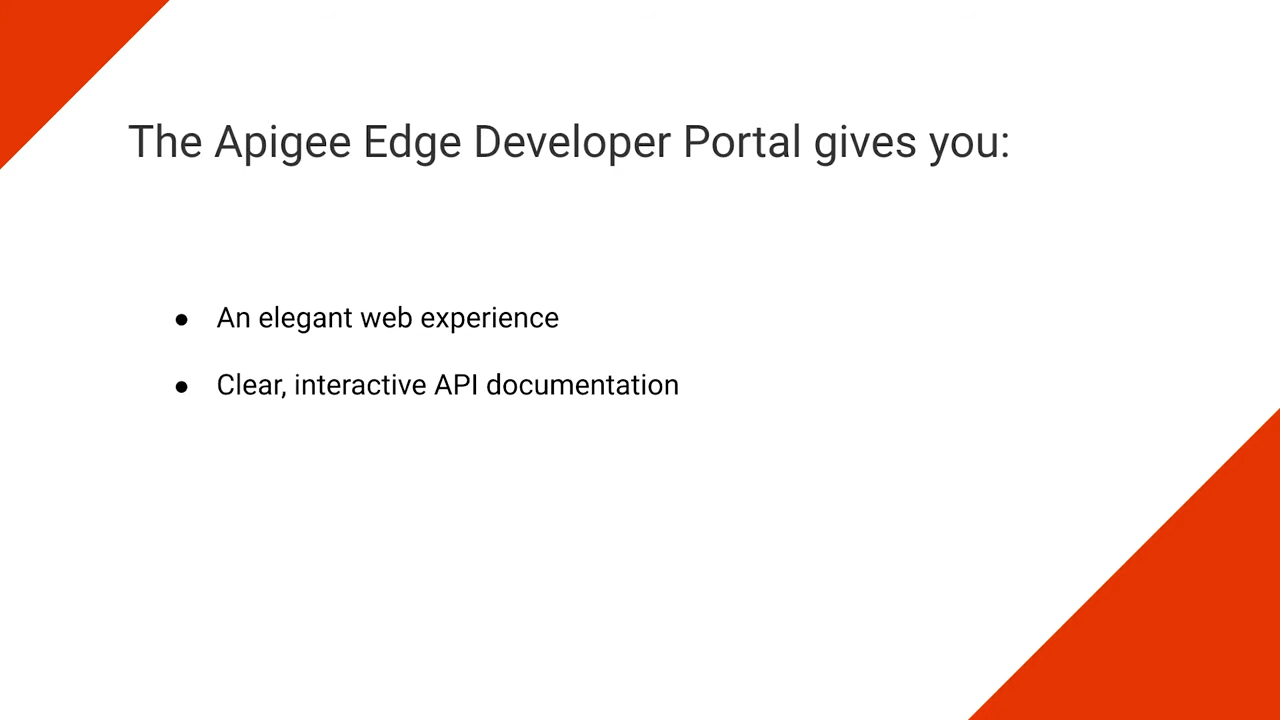 The Apigee Edge Developer Portal gives you:
● An elegant web experience
● Clear, interactive API documentation